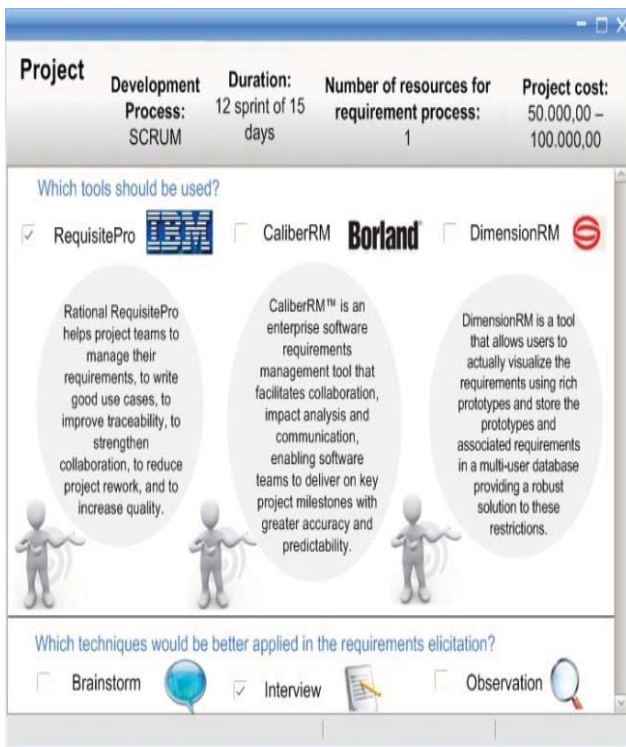 Project
Development
Process:
SCRUM
Duration:
12 sprint of 15
days
Number of resources for
requirement process:
1
Project cost:
50.000,00 –
100.000,00
Which tools should be used?
RequisitePro IBM
CaliberRM Borland
DimensionRM
Rational RequisitePro
helps project teams to
manage their
requirements, to write
good use cases, to
improve traceability, to
strengthen
collaboration, to reduce
project rework, and to
increase quality.
CaliberRM™ is an
enterprise software
requirements
management tool that
facilitates collaboration,
impact analysis and
communication,
enabling software
teams to deliver on key
project milestones with
greater accuracy and
predictability.
DimensionRM is a tool
that allows users to
actually visualize the
requirements using rich
prototypes and store the
prototypes and
associated requirements
in a multi-user database
providing a robust
solution to these
restrictions.
Which techniques would be better applied in the requirements elicitation?
Brainstorm
Interview
Observation